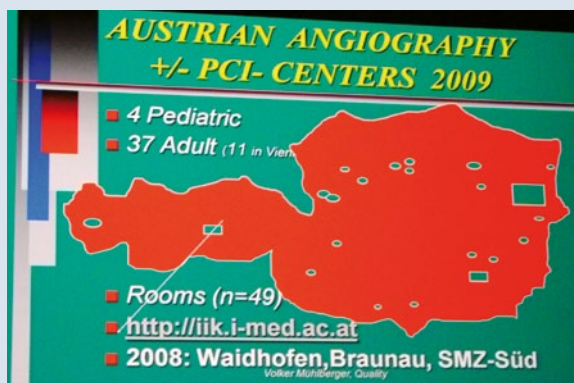 AUSTRIAN ANGIOGRAPHY
+/- PCI- CENTERS 2009
4 Pediatric
37 Adult (11 in
Rooms (n=49)
http://iik.i-med.ac.at
2008: Waidhofen,Braunau, SMZ-Süd
Volker Mühlberger, Quality